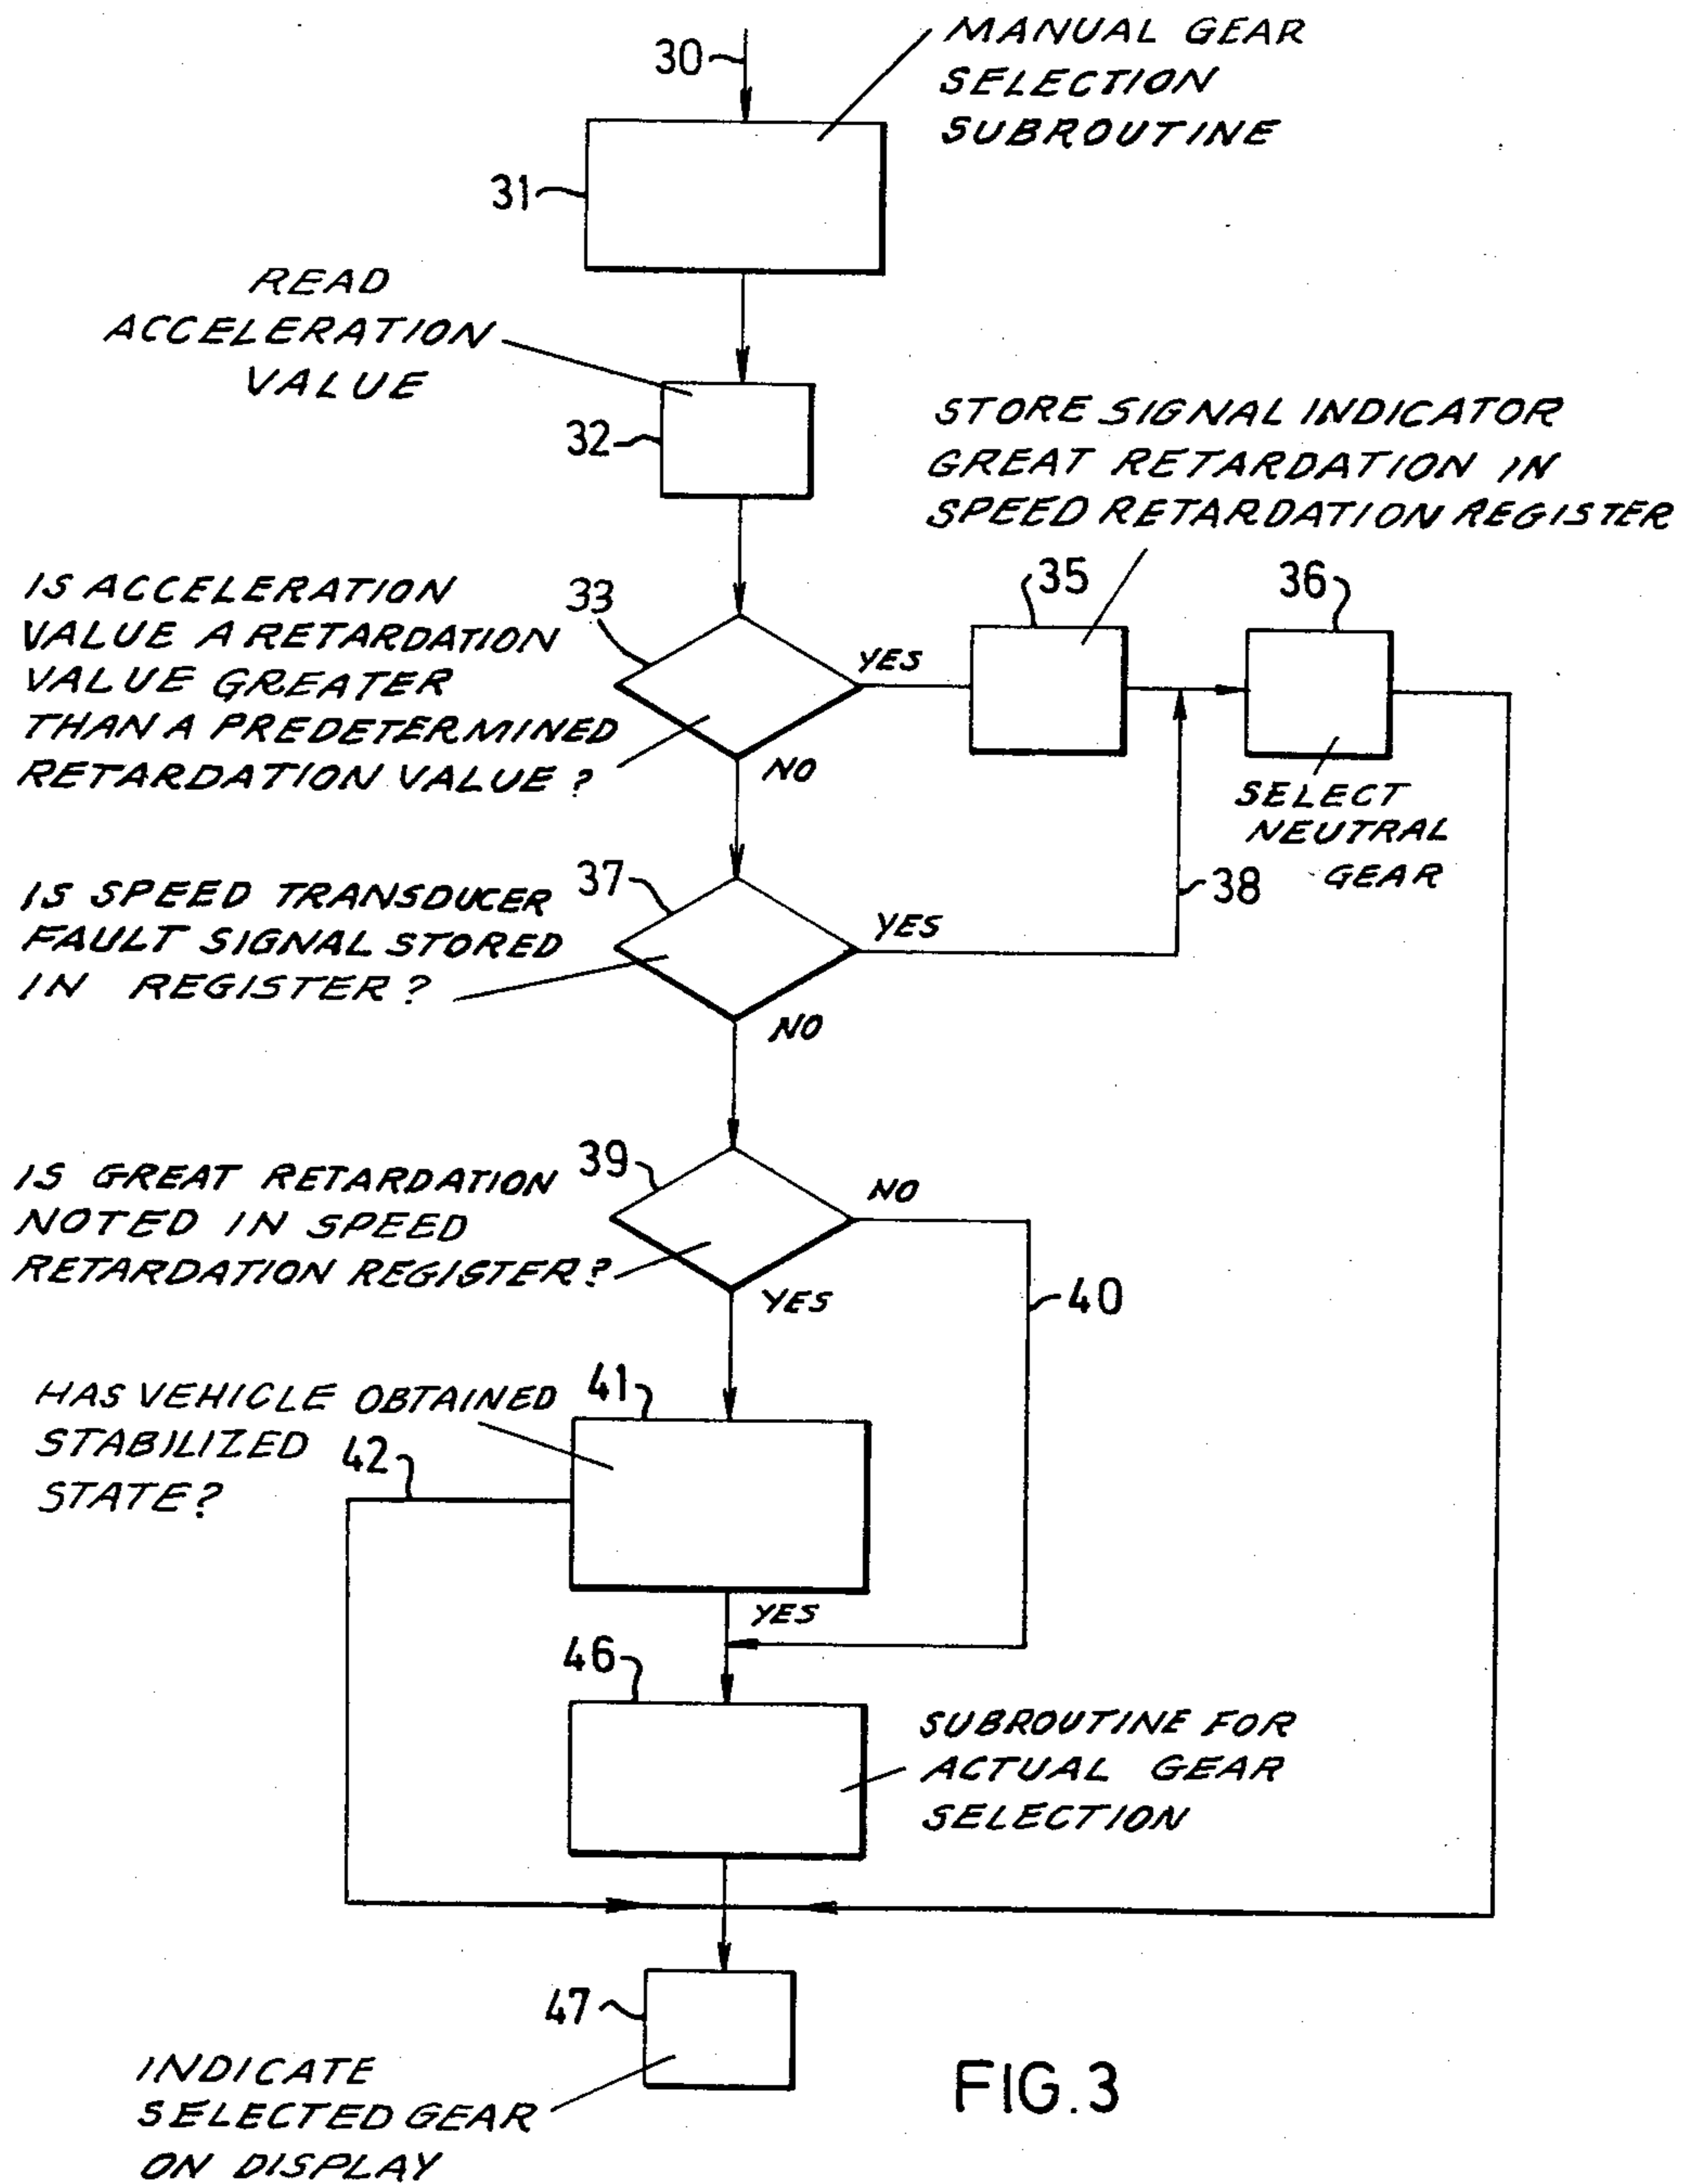 30
MANUAL GEAR
SELECTION
SUBROUTINE
31
READ
ACCELERATION
VALUE
32
STORE SIGNAL INDICATOR
GREAT RETARDATION IN
SPEED RETARDATION REGISTER
IS ACCELERATION
VALUE A RETARDATION
VALUE GREATER
THAN A PREDETERMINED
RETARDATION VALUE?
33
YES
NO
35
36
SELECT
NEUTRAL
GEAR
IS SPEED TRANSDUCER
FAULT SIGNAL STORED
IN REGISTER?
37
YES
38
NO
IS GREAT RETARDATION
NOTED IN SPEED
RETARDATION REGISTER?
39
NO
YES
40
HAS VEHICLE OBTAINED
STABILIZED
STATE?
41
42
YES
46
SUBROUTINE FOR
ACTUAL GEAR
SELECTION
47
INDICATE
SELECTED GEAR
ON DISPLAY
FIG.3